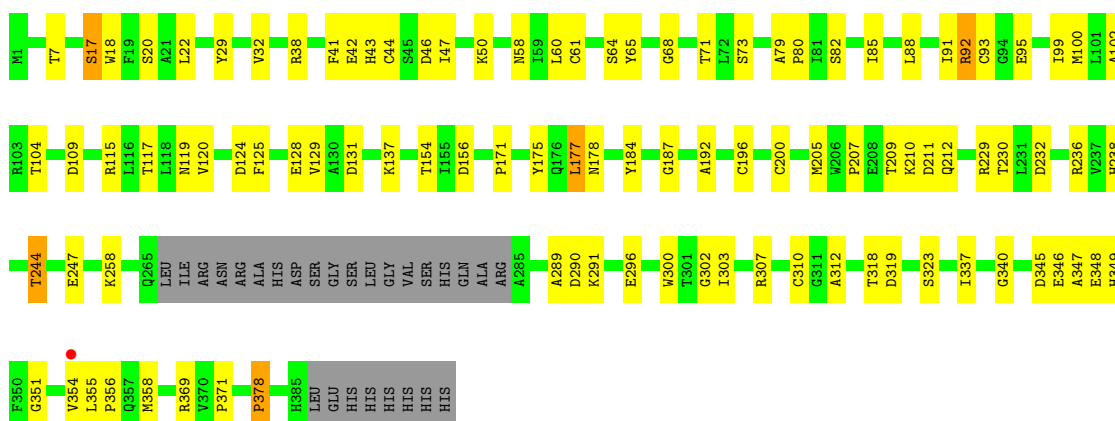 M1 T7 S17 W18 F19 S20 A21 L22 Y29 V32 R38 F41 E42 H43 C44 S45 D46 I47 K50 N58 I59 L60 C61 S64 Y65 G68 T71 L72 S73 A79 P80 I81 S82 I85 L88 I91 R92 C93 G94 E95 I99 M100 L101 A102
R103 T104 D109 R115 L116 T117 L118 N119 V120 D124 F125 E128 V129 A130 D131 K137 T154 I155 D156 P171 Y175 Q176 L177 N178 Y184 G187 A192 C196 C200 M205 W206 P207 E208 T209 K210 D211 Q212 R229 T230 L231 D232 R236 V237 H238
T244 E247 K258 Q265 LEU ILE ARG ASN ARG ALA HIS ASP SER GLY SER LEU GLY VAL SER HIS GLN ALA ARG A285 A289 D290 K291 E296 W300 T301 G302 I303 R307 C310 G311 A312 T318 D319 S323 I337 G340 D345 E346 A347 E348 H349
F350 G351 V354 L355 P356 Q357 M358 R369 V370 P371 P378 H385 LEU GLU HIS HIS HIS HIS HIS HIS